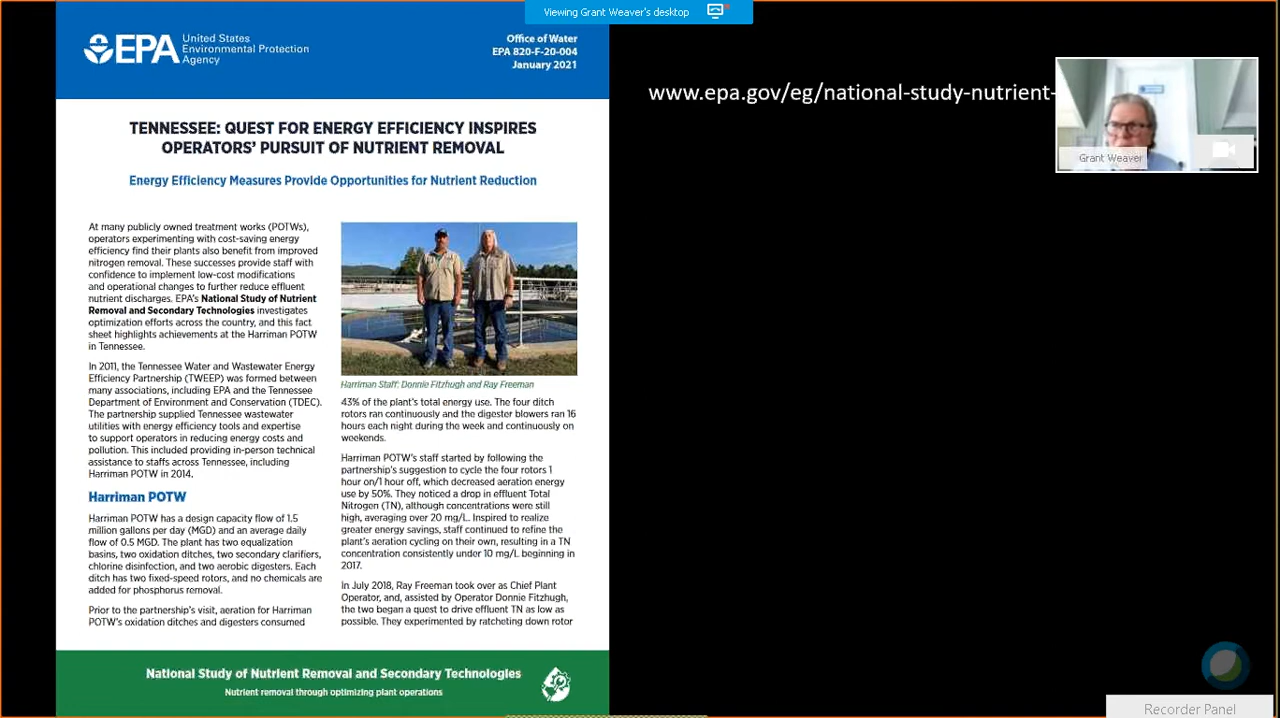 Viewing Grant Weaver's desktop
EPA
United States
Environmental Protection
Agency
Office of Water
EPA 820-F-20-004
January 2021
www.epa.gov/eg/national-study-nutrient-
Grant Weaver
TENNESSEE: QUEST FOR ENERGY EFFICIENCY INSPIRES
OPERATORS' PURSUIT OF NUTRIENT REMOVAL
Energy Efficiency Measures Provide Opportunities for Nutrient Reduction
At many publicly owned treatment works (POTWs),
operators experimenting with cost-saving energy
efficiency find their plants also benefit from improved
nitrogen removal. These successes provide staff with
confidence to implement low-cost modifications
and operational changes to further reduce effluent
nutrient discharges. EPA's National Study of Nutrient
Removal and Secondary Technologies investigates
optimization efforts across the country, and this fact
sheet highlights achievements at the Harriman POTW
in Tennessee.
In 2011, the Tennessee Water and Wastewater Energy
Efficiency Partnership (TWEEP) was formed between
many associations, including EPA and the Tennessee
Department of Environment and Conservation (TDEC).
The partnership supplied Tennessee wastewater
utilities with energy efficiency tools and expertise
to support operators in reducing energy costs and
pollution. This included providing in-person technical
assistance to staffs across Tennessee, including
Harriman POTW in 2014.
Harriman POTW
Harriman POTW has a design capacity flow of 1.5
million gallons per day (MGD) and an average daily
flow of 0.5 MGD. The plant has two equalization
basins, two oxidation ditches, two secondary clarifiers,
chlorine disinfection, and two aerobic digesters. Each
ditch has two fixed-speed rotors, and no chemicals are
added for phosphorus removal.
Prior to the partnership's visit, aeration for Harriman
POTW's oxidation ditches and digesters consumed
Harriman Staff: Donnie Fitzhugh and Ray Freeman
43% of the plant's total energy use. The four ditch
rotors ran continuously and the digester blowers ran 16
hours each night during the week and continuously on
weekends.
Harriman POTW's staff started by following the
partnership's suggestion to cycle the four rotors 1
hour on/1 hour off, which decreased aeration energy
use by 50%. They noticed a drop in effluent Total
Nitrogen (TN), although concentrations were still
high, averaging over 20 mg/L. Inspired to realize
greater energy savings, staff continued to refine the
plant's aeration cycling on their own, resulting in a TN
concentration consistently under 10 mg/L beginning in
2017.
In July 2018, Ray Freeman took over as Chief Plant
Operator, and, assisted by Operator Donnie Fitzhugh,
the two began a quest to drive effluent TN as low as
possible. They experimented by ratcheting down rotor
National Study of Nutrient Removal and Secondary Technologies
Nutrient removal through optimizing plant operations
Recorder Panel